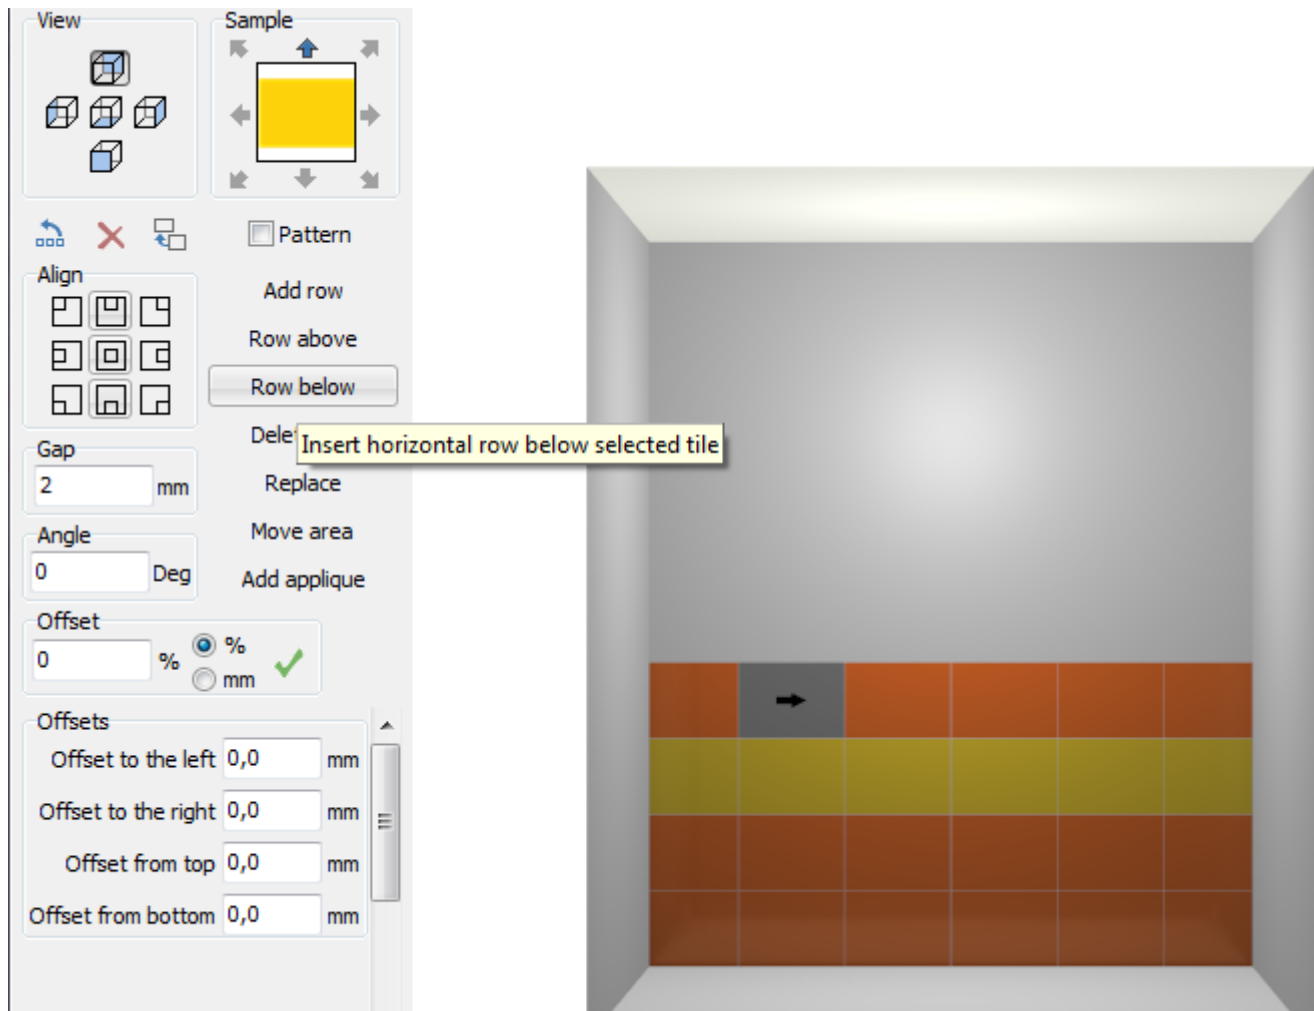 View
Sample
Pattern
Align
Add row
Row above
Row below
Dele
Insert horizontal row below selected tile
Gap
2
mm
Replace
Move area
Angle
0
Deg
Add applique
Offset
0
%
%
mm
Offsets
Offset to the left 0,0 mm
Offset to the right 0,0 mm
Offset from top 0,0 mm
Offset from bottom 0,0 mm